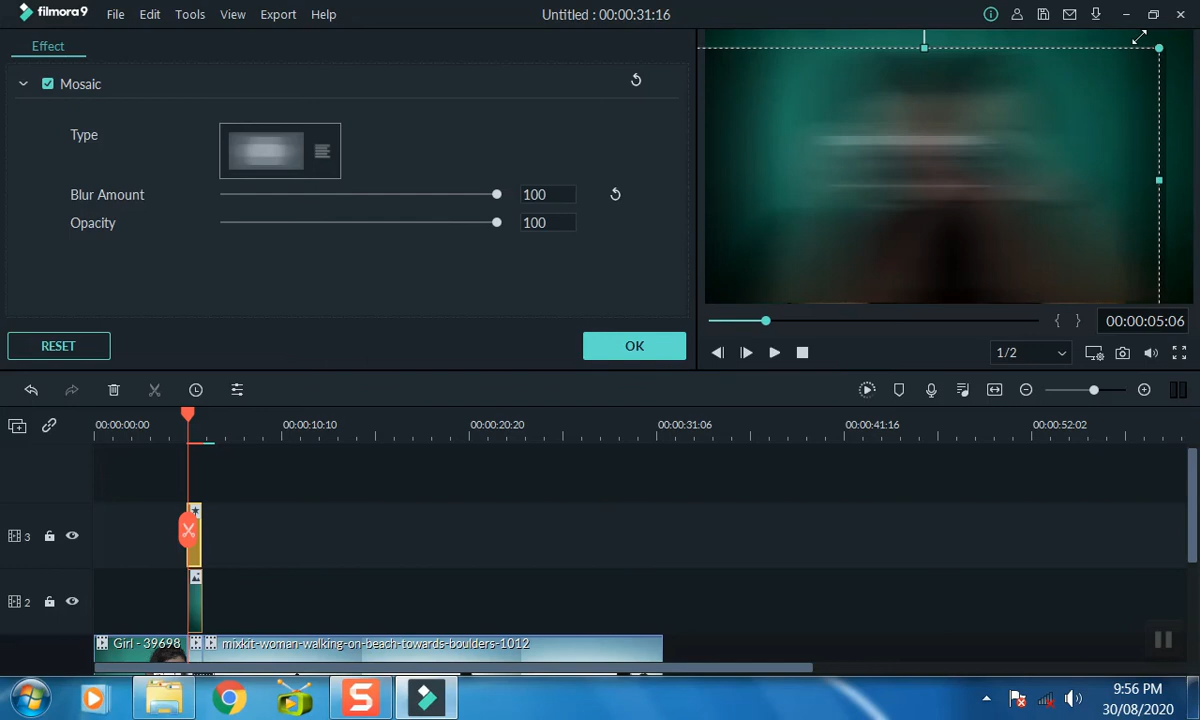 filmora9 File Edit Tools View Export Help Untitled : 00:00:31:16
Effect
Mosaic
Type
Blur Amount 100
Opacity 100
RESET OK
00:00:05:06
1/2
00:00:00:00 00:00:10:10 00:00:20:20 00:00:31:06 00:00:41:16 00:00:52:02
3
2
Girl - 39698 mixkit-woman-walking-on-beach-towards-boulders-1012
9:56 PM
30/08/2020